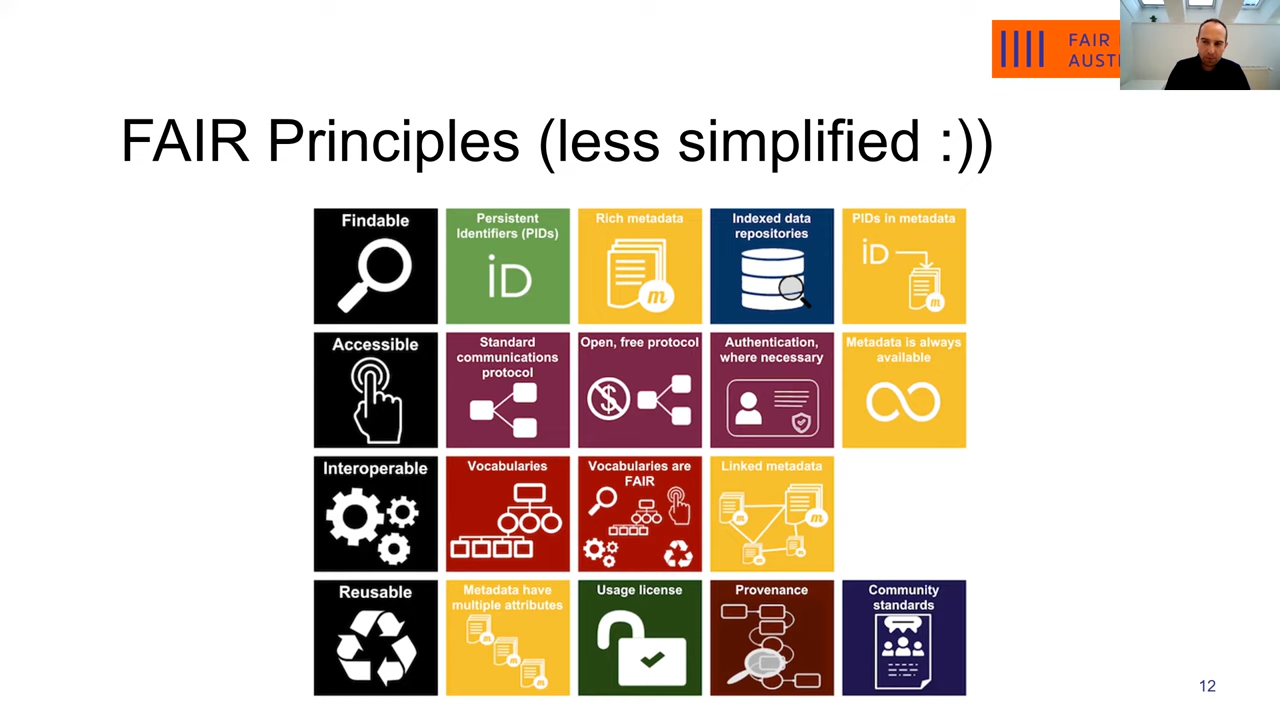 FAIR
AUST
FAIR Principles (less simplified :))
Findable
Persistent
Identifiers (PIDs)
iD
Rich metadata
m
Indexed data
repositories
PIDs in metadata
iD
m
Accessible
Standard
communications
protocol
Open, free protocol
$
Authentication,
where necessary
Metadata is always
available
Interoperable
Vocabularies
Vocabularies are
FAIR
Linked metadata
m
m
m
m
Reusable
Metadata have
multiple attributes
m
m
m
Usage license
Provenance
Community
standards
12